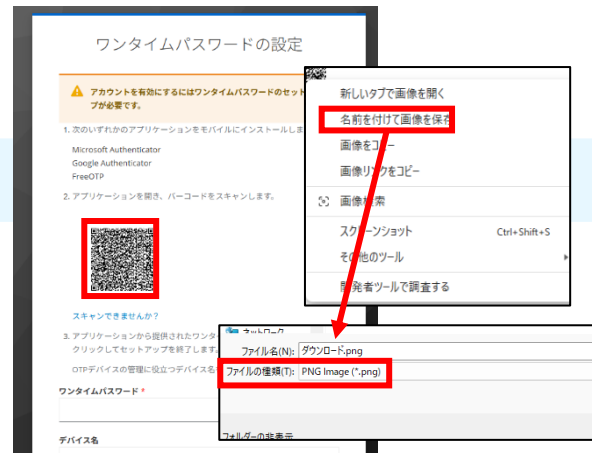 ワンタイムパスワードの設定
アカウントを有効にするにはワンタイムパスワードのセット
プが必要です。
1. 次のいずれかのアプリケーションをモバイルにインストールしま
Microsoft Authenticator
Google Authenticator
FreeOTP
2. アプリケーションを開き、バーコードをスキャンします。
スキャンできませんか?
3. アプリケーションから提供されたワンタ
クリックしてセットアップを終了します。
OTPデバイスの管理に役立つデバイス名
ワンタイムパスワード *
デバイス名
新しいタブで画像を開く
名前を付けて画像を保存
画像をコピー
画像リンクをコピー
画像検索
スクリーンショット Ctrl+Shift+S
その他のツール
開発者ツールで調査する
ネットワーク
ファイル名(N): ダウンロード.png
ファイルの種類(T): PNG Image (*.png)
フォルダーの非表示